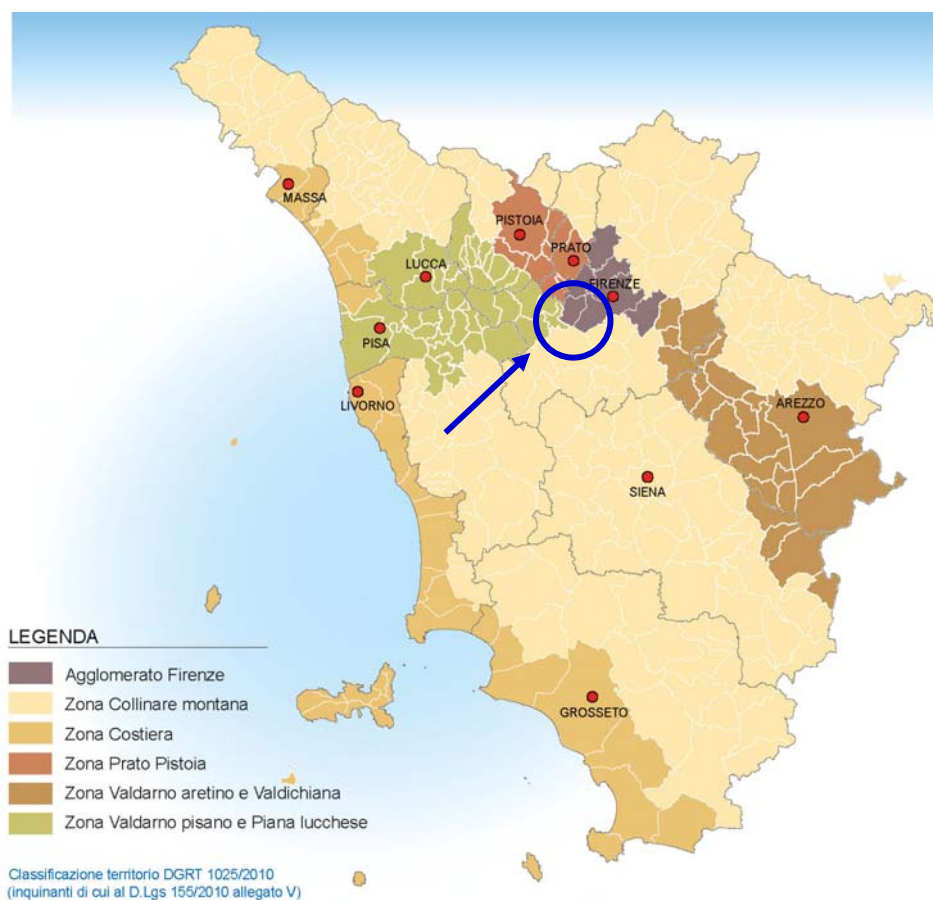 MASSA
PISTOIA
PRATO
LUCCA
FIRENZE
PISA
LIVORNO
AREZZO
SIENA
GROSSETO
LEGENDA
Agglomerato Firenze
Zona Collinare montana
Zona Costiera
Zona Prato Pistoia
Zona Valdarno aretino e Valdichiana
Zona Valdarno pisano e Piana lucchese
Classificazione territorio DGRT 1025/2010
(inquinanti di cui al D.Lgs 155/2010 allegato V)